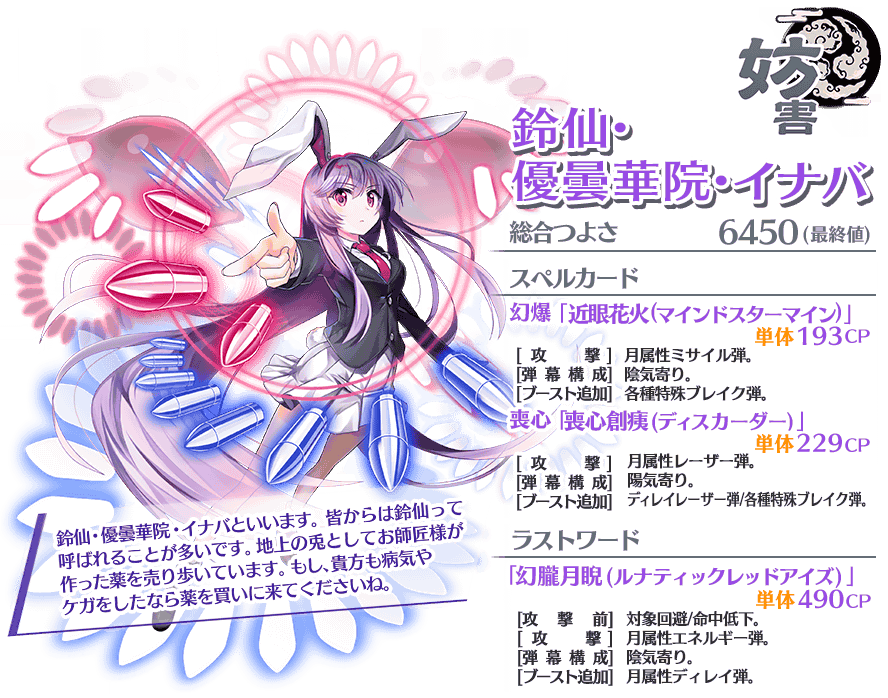 妨害
鈴仙・
優曇華院・イナバ
総合つよさ 6450(最終値)
スペルカード
幻爆「近眼花火(マインドスターマイン)」
単体193CP
[攻撃] 月属性ミサイル弾。
[弾幕構成] 陰気寄り。
[ブースト追加] 各種特殊ブレイク弾。
喪心「喪心創痍(ディスカーダー)」
単体229CP
[攻撃] 月属性レーザー弾。
[弾幕構成] 陽気寄り。
[ブースト追加] ディレイレーザー弾/各種特殊ブレイク弾。
ラストワード
「幻朧月睨(ルナティックレッドアイズ)」
単体490CP
[攻撃前] 対象回避/命中低下。
[攻撃] 月属性エネルギー弾。
[弾幕構成] 陰気寄り。
[ブースト追加] 月属性ディレイ弾。
鈴仙・優曇華院・イナバといいます。皆からは鈴仙って
呼ばれることが多いです。地上の兎としてお師匠様が
作った薬を売り歩いています。もし、貴方も病気や
ケガをしたなら薬を買いに来てくださいね。